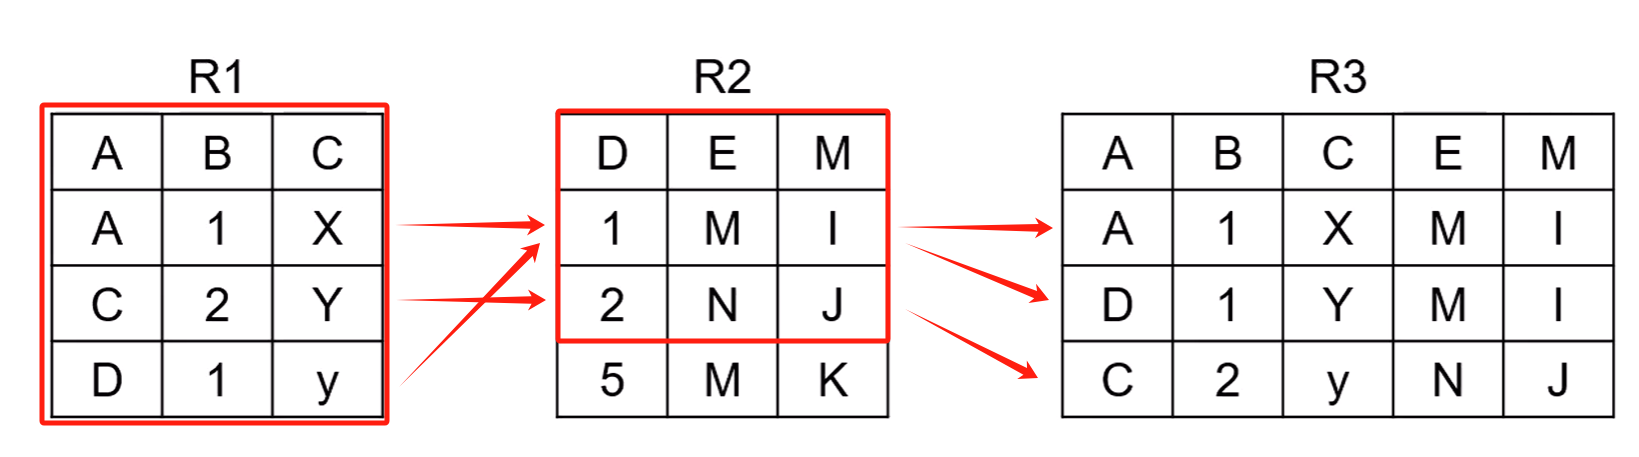 R1 R2 R3
A B C D E M A B C E M
A 1 X 1 M I A 1 X M I
C 2 Y 2 N J D 1 Y M I
D 1 y 5 M K C 2 y N J